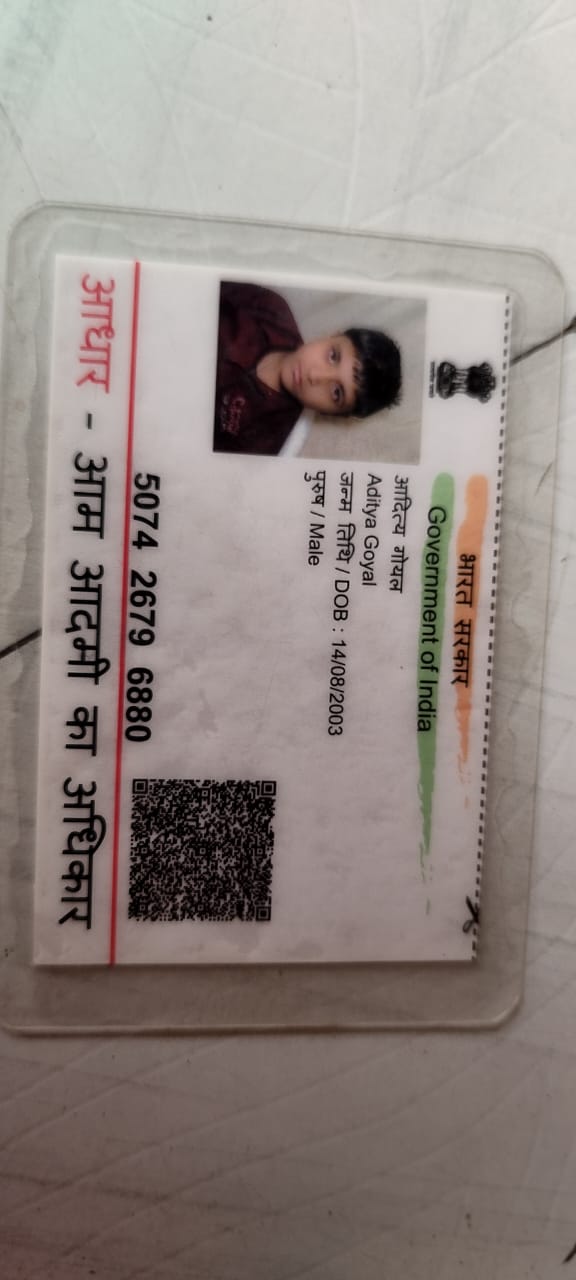 भारत सरकार
Government of India
आदित्य गोयल
Aditya Goyal
जन्म तिथि / DOB : 14/08/2003
पुरुष / Male
5074 2679 6880
आधार - आम आदमी का अधिकार